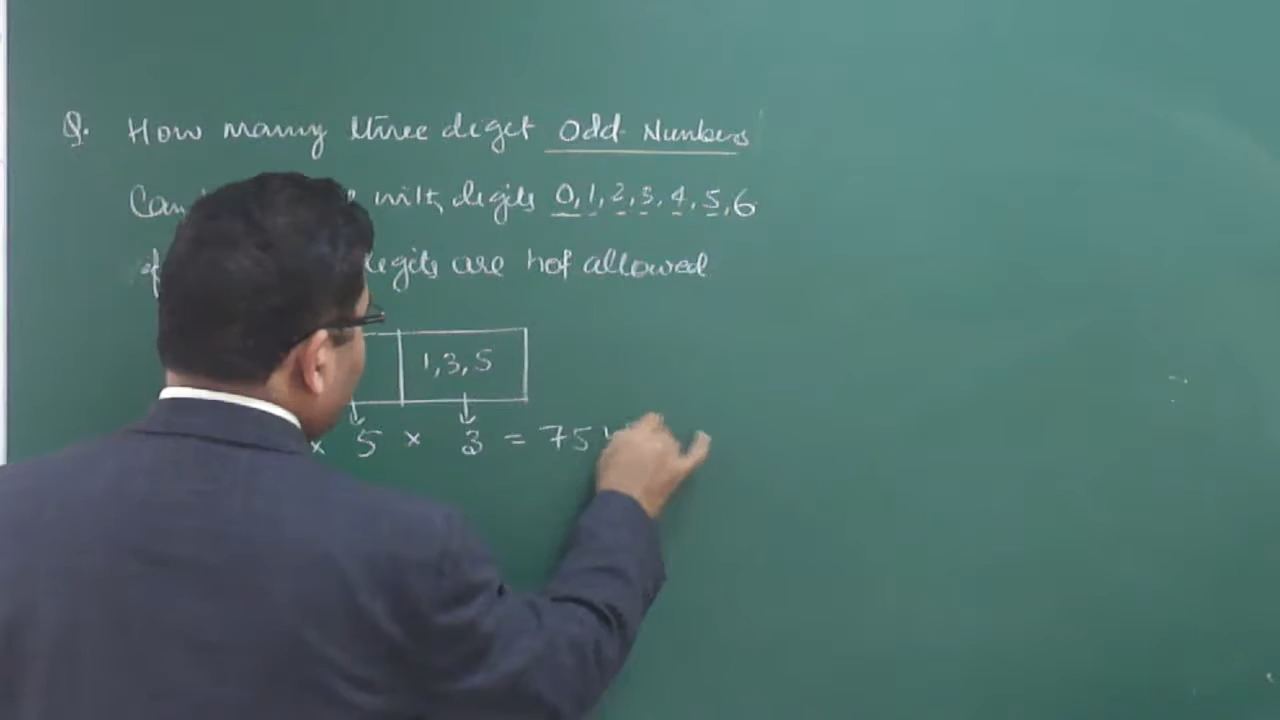 Q. How many three diget Odd Numbers
Can with digits 0,1,2,3,4,5,6
digits are not allowed
1,3,5
x 5 x 3 = 75